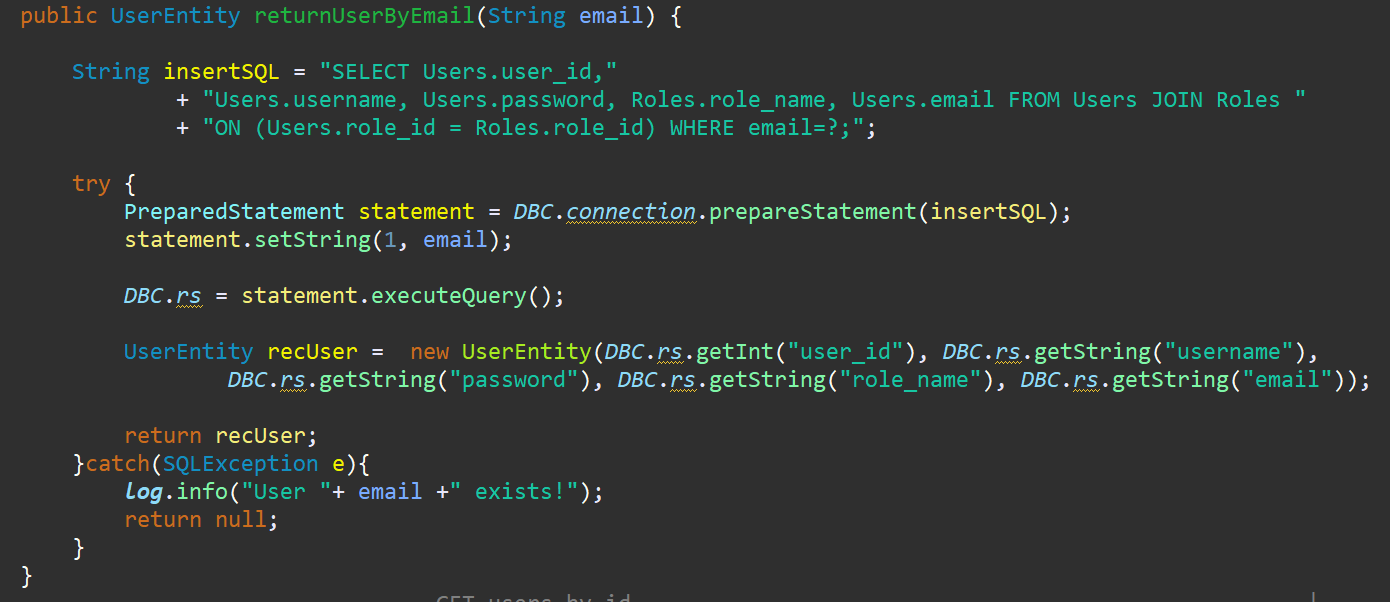 public UserEntity returnUserByEmail(String email) {
String insertSQL = "SELECT Users.user_id,"
+ "Users.username, Users.password, Roles.role_name, Users.email FROM Users JOIN Roles "
+ "ON (Users.role_id = Roles.role_id) WHERE email=?;";
try {
PreparedStatement statement = DBC.connection.prepareStatement(insertSQL);
statement.setString(1, email);
DBC.rs = statement.executeQuery();
UserEntity recUser =  new UserEntity(DBC.rs.getInt("user_id"), DBC.rs.getString("username"),
DBC.rs.getString("password"), DBC.rs.getString("role_name"), DBC.rs.getString("email"));
return recUser;
}catch(SQLException e){
log.info("User "+ email +" exists!");
return null;
}
}
GET users by id